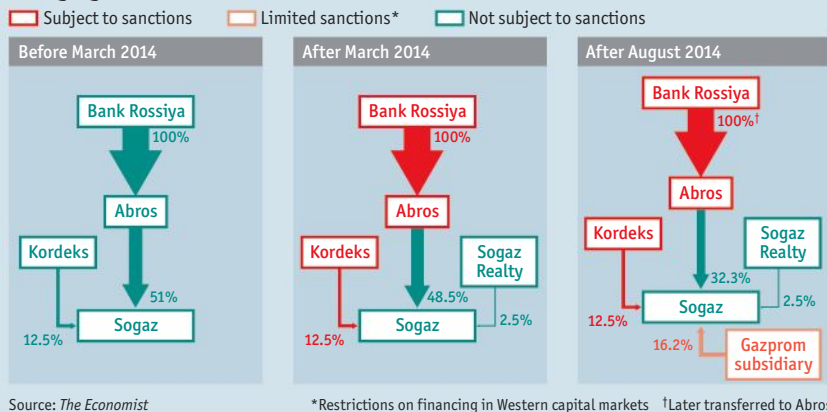 Subject to sanctions Limited sanctions* Not subject to sanctions
Before March 2014
Bank Rossiya
100%
Abros
Kordeks
51%
12.5%
Sogaz
After March 2014
Bank Rossiya
100%
Abros
Kordeks
Sogaz
Realty
48.5%
12.5%
Sogaz
2.5%
After August 2014
Bank Rossiya
100%†
Abros
Kordeks
Sogaz
Realty
32.3%
12.5%
Sogaz
2.5%
16.2%
Gazprom
subsidiary
Source: The Economist *Restrictions on financing in Western capital markets †Later transferred to Abros